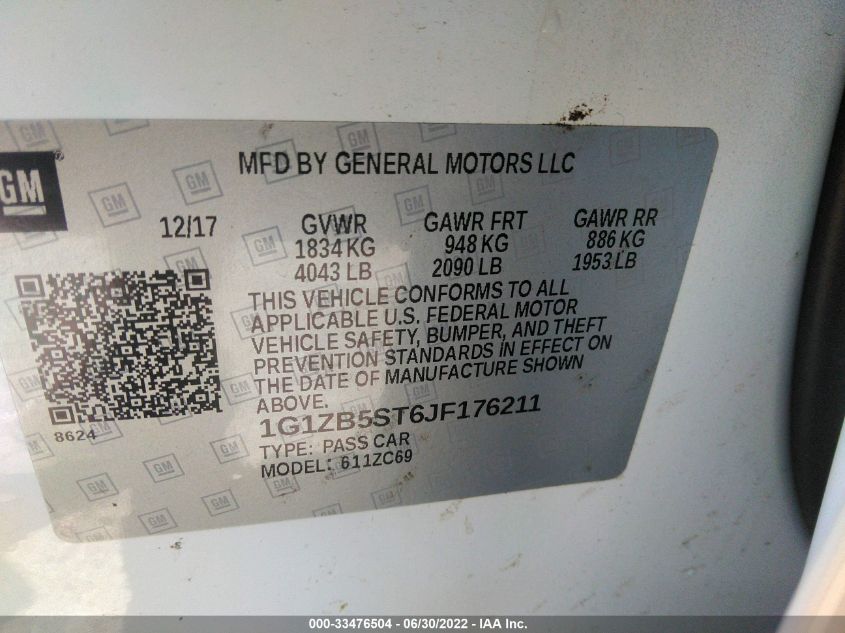 GM
MFD BY GENERAL MOTORS LLC
12/17
GVWR GAWR FRT GAWR RR
1834 KG 948 KG 886 KG
4043 LB 2090 LB 1953 LB
THIS VEHICLE CONFORMS TO ALL
APPLICABLE U.S. FEDERAL MOTOR
VEHICLE SAFETY, BUMPER, AND THEFT
PREVENTION STANDARDS IN EFFECT ON
THE DATE OF MANUFACTURE SHOWN
ABOVE.
8624
1G1ZB5ST6JF176211
TYPE: PASS CAR
MODEL: 611ZC69
000-33476504 - 06/30/2022 - IAA Inc.